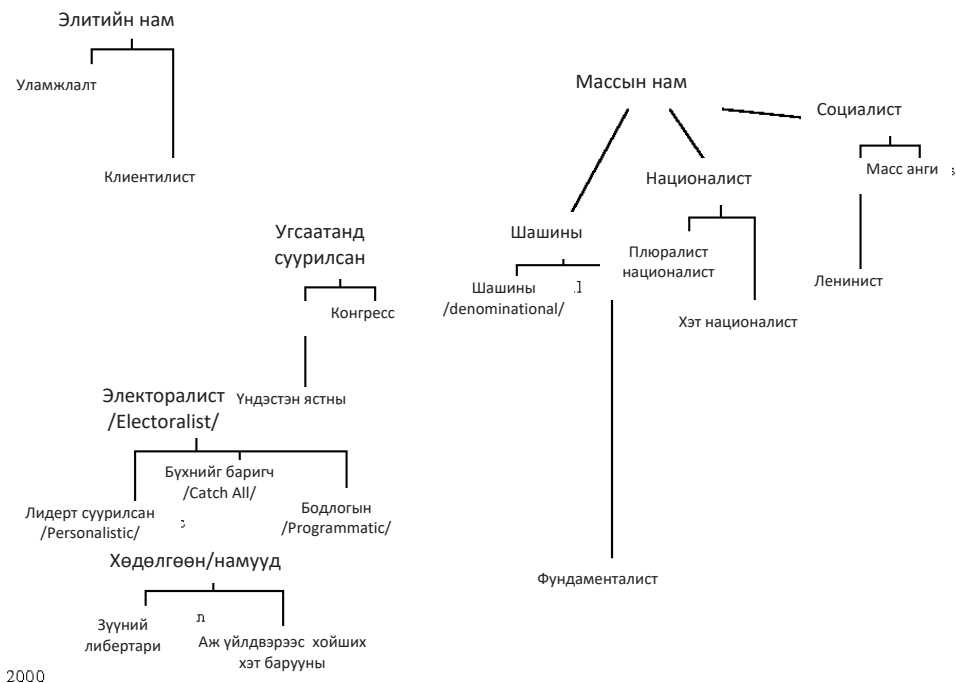 Элитийн нам
Уламжлалт
Клиентилист
Массын нам
Социалист
Масс анги
Ленинист
Националист
Плюралист
националист
Хэт националист
Шашины
Шашины
/denominational/
Фундаменталист
Угсаатанд
суурилсан
Конгресс
Үндэстэн ястны
Электоралист
/Electoralist/
Бүхнийг баригч
/Catch All/
Лидерт суурилсан
/Personalistic/
Бодлогын
/Programmatic/
Хөдөлгөөн/намууд
Зүүний
либертари
Аж үйлдвэрээс хойших
хэт барууны
2000